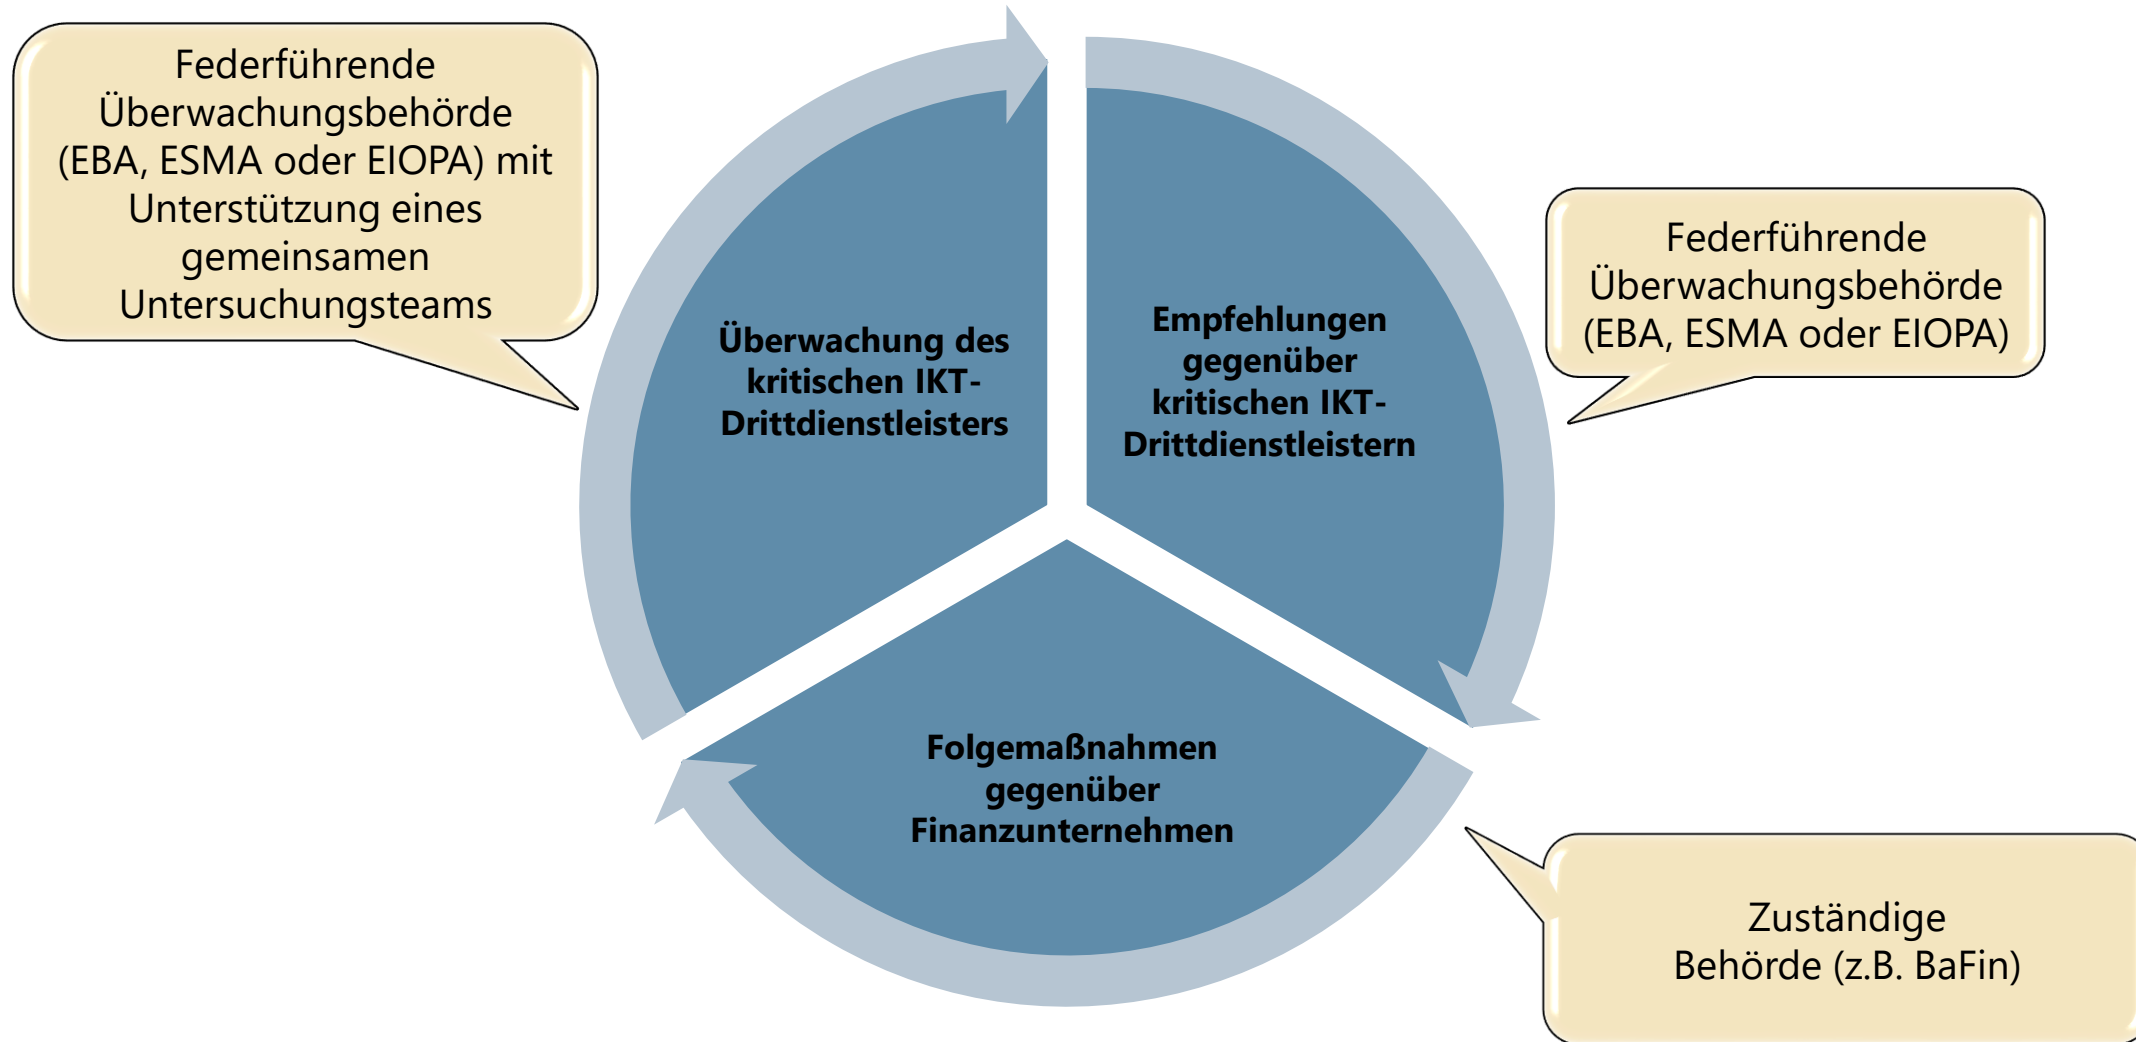 Federführende
Überwachungsbehörde
(EBA, ESMA oder EIOPA) mit
Unterstützung eines
gemeinsamen
Untersuchungsteams
Überwachung des
kritischen IKT-
Drittdienstleisters
Empfehlungen
gegenüber
kritischen IKT-
Drittdienstleistern
Federführende
Überwachungsbehörde
(EBA, ESMA oder EIOPA)
Folgemaßnahmen
gegenüber
Finanzunternehmen
Zuständige
Behörde (z.B. BaFin)